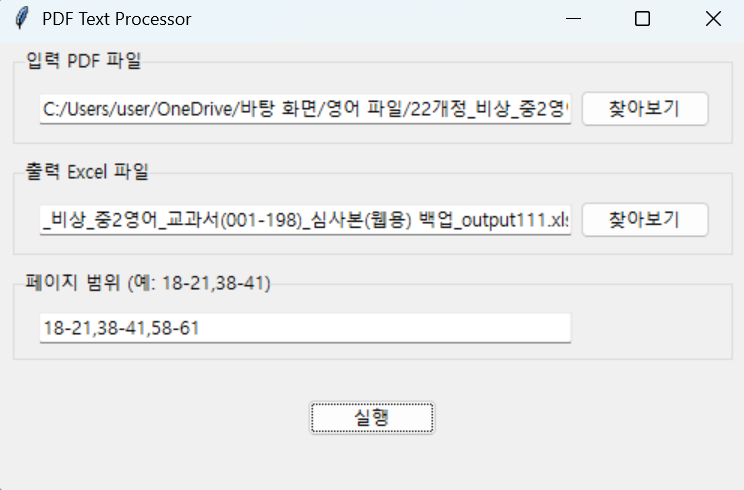 PDF Text Processor
입력 PDF 파일
C:/Users/user/OneDrive/바탕 화면/영어 파일/22개정_비상_중2영
찾아보기
출력 Excel 파일
_비상_중2영어_교과서(001-198)_심사본(웹용) 백업_output111.xls
찾아보기
페이지 범위 (예: 18-21,38-41)
18-21,38-41,58-61
실행